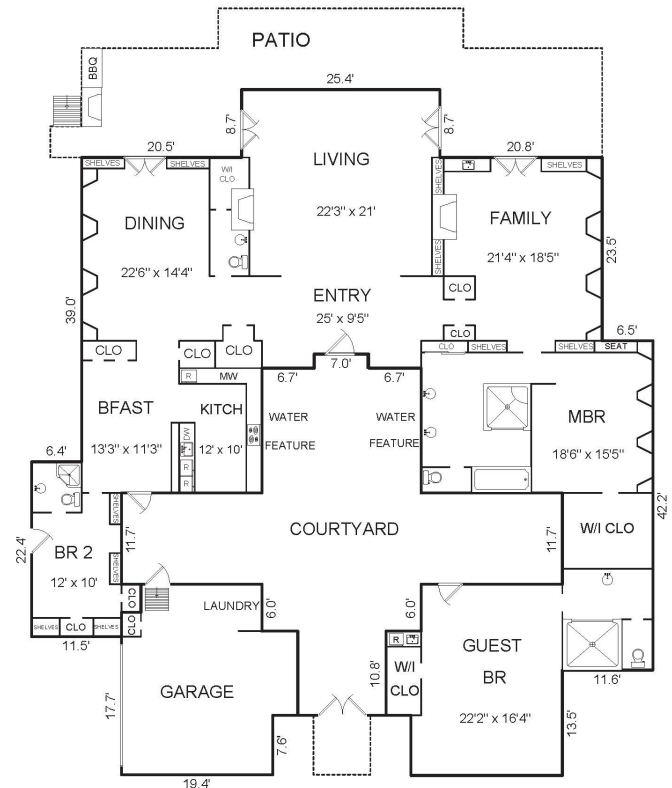 PATIO
BBQ
25.4'
8.7'
8.7'
20.5'
20.8'
SHELVES
SHELVES
W/I
CLO
LIVING
22'3" x 21'
SHELVES
SHELVES
SHELVES
DINING
22'6" x 14'4"
FAMILY
21'4" x 18'5"
23.5'
39.0'
ENTRY
25' x 9'5"
CLO
CLO
CLO
CLO
CLO
7.0'
6.7'
6.7'
CLO
SHELVES
SHELVES
SEAT
6.5'
R
MW
BFAST
13'3" x 11'3"
KITCH
12' x 10'
DW
R
R
WATER
FEATURE
WATER
FEATURE
MBR
18'6" x 15'5"
42.2'
6.4'
22.4'
BR 2
12' x 10'
SHELVES
SHELVES
11.7'
COURTYARD
11.7'
W/I CLO
CLO
CLO
SHELVES
CLO
SHELVES
11.5'
LAUNDRY
6.0'
6.0'
R
W/I
CLO
GUEST
BR
22'2" x 16'4"
11.6'
13.5'
10.8'
GARAGE
17.7'
7.6'
19.4'